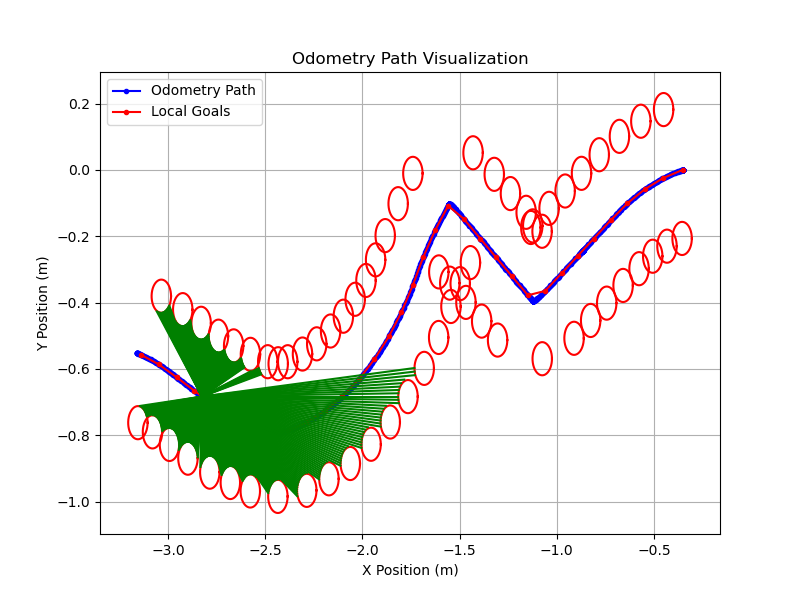 Odometry Path Visualization
Odometry Path
Local Goals
Y Position (m)
0.2
0.0
−0.2
−0.4
−0.6
−0.8
−1.0
−3.0
−2.5
−2.0
−1.5
−1.0
−0.5
X Position (m)